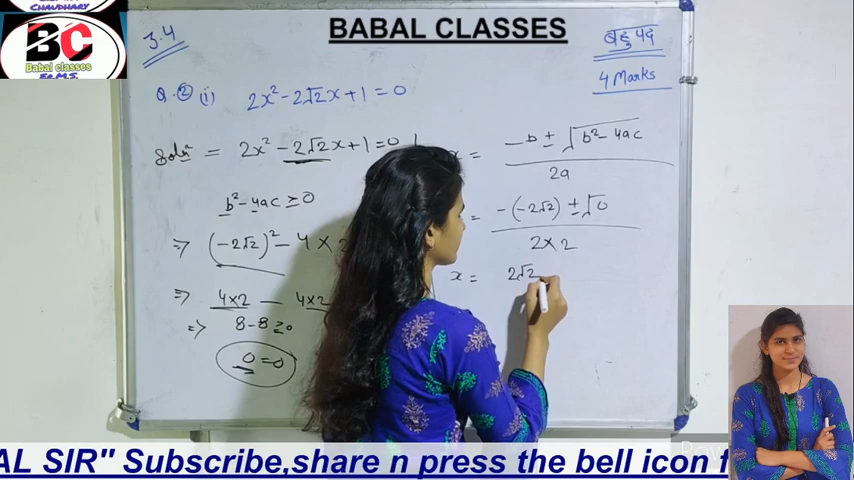 CHAUDHARY
BC
Babal classes
Er. M.S.
BABAL CLASSES
3.4
बहुपद
4 Marks
Q. ② (i) 2x² - 2√2x + 1 = 0
Solⁿ = 2x² - 2√2x + 1 = 0
b² - 4ac ≥ 0
⇒ (-2√2)² - 4 × 2
⇒ 4×2 - 4×2
⇒ 8 - 8 ≥ 0
0 = 0
x = -b ± √b² - 4ac
2a
= -(-2√2) ± √0
2 × 2
x = 2√2
AL SIR" Subscribe,share n press the bell icon f